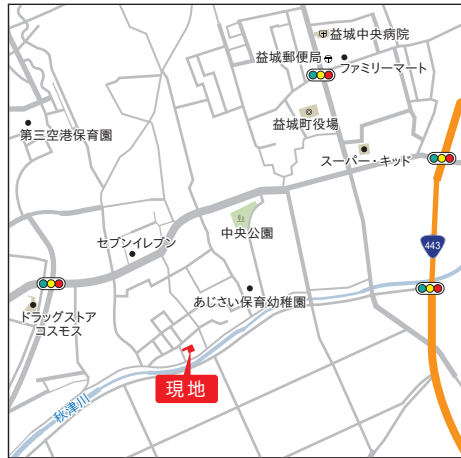 益城中央病院
益城郵便局
ファミリーマート
益城町役場
第三空港保育園
スーパー・キッド
中央公園
443
セブンイレブン
あじさい保育幼稚園
ドラッグストア
コスモス
現地
秋津川